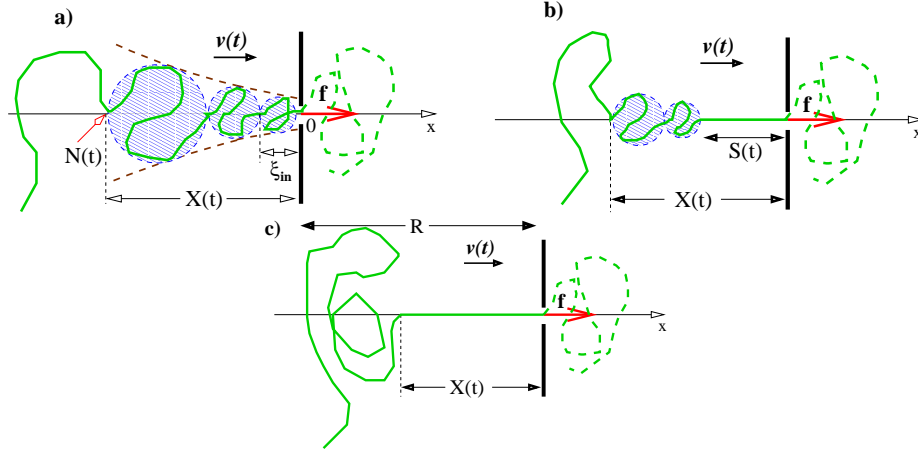 a)
v(t)
f
0
x
N(t)
ξin
X(t)
b)
v(t)
f
x
S(t)
X(t)
c)
R
v(t)
f
x
X(t)